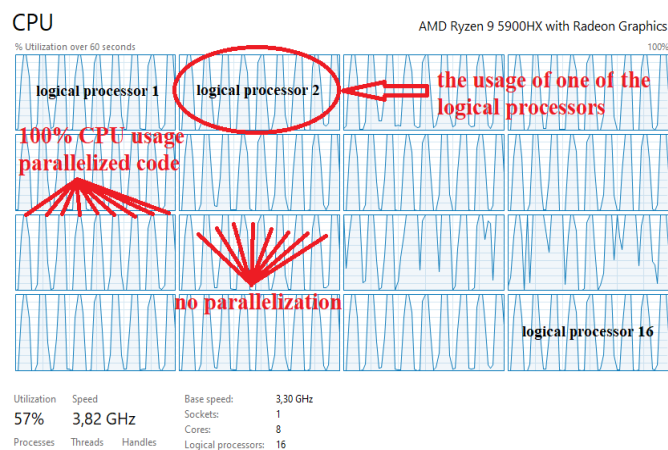 CPU
AMD Ryzen 9 5900HX with Radeon Graphics
% Utilization over 60 seconds
100%
logical processor 1
logical processor 2
the usage of one of the
logical processors
100% CPU usage
parallelized code
no parallelization
logical processor 16
Utilization
Speed
57%
3,82 GHz
Processes
Threads
Handles
Base speed:
3,30 GHz
Sockets:
1
Cores:
8
Logical processors:
16